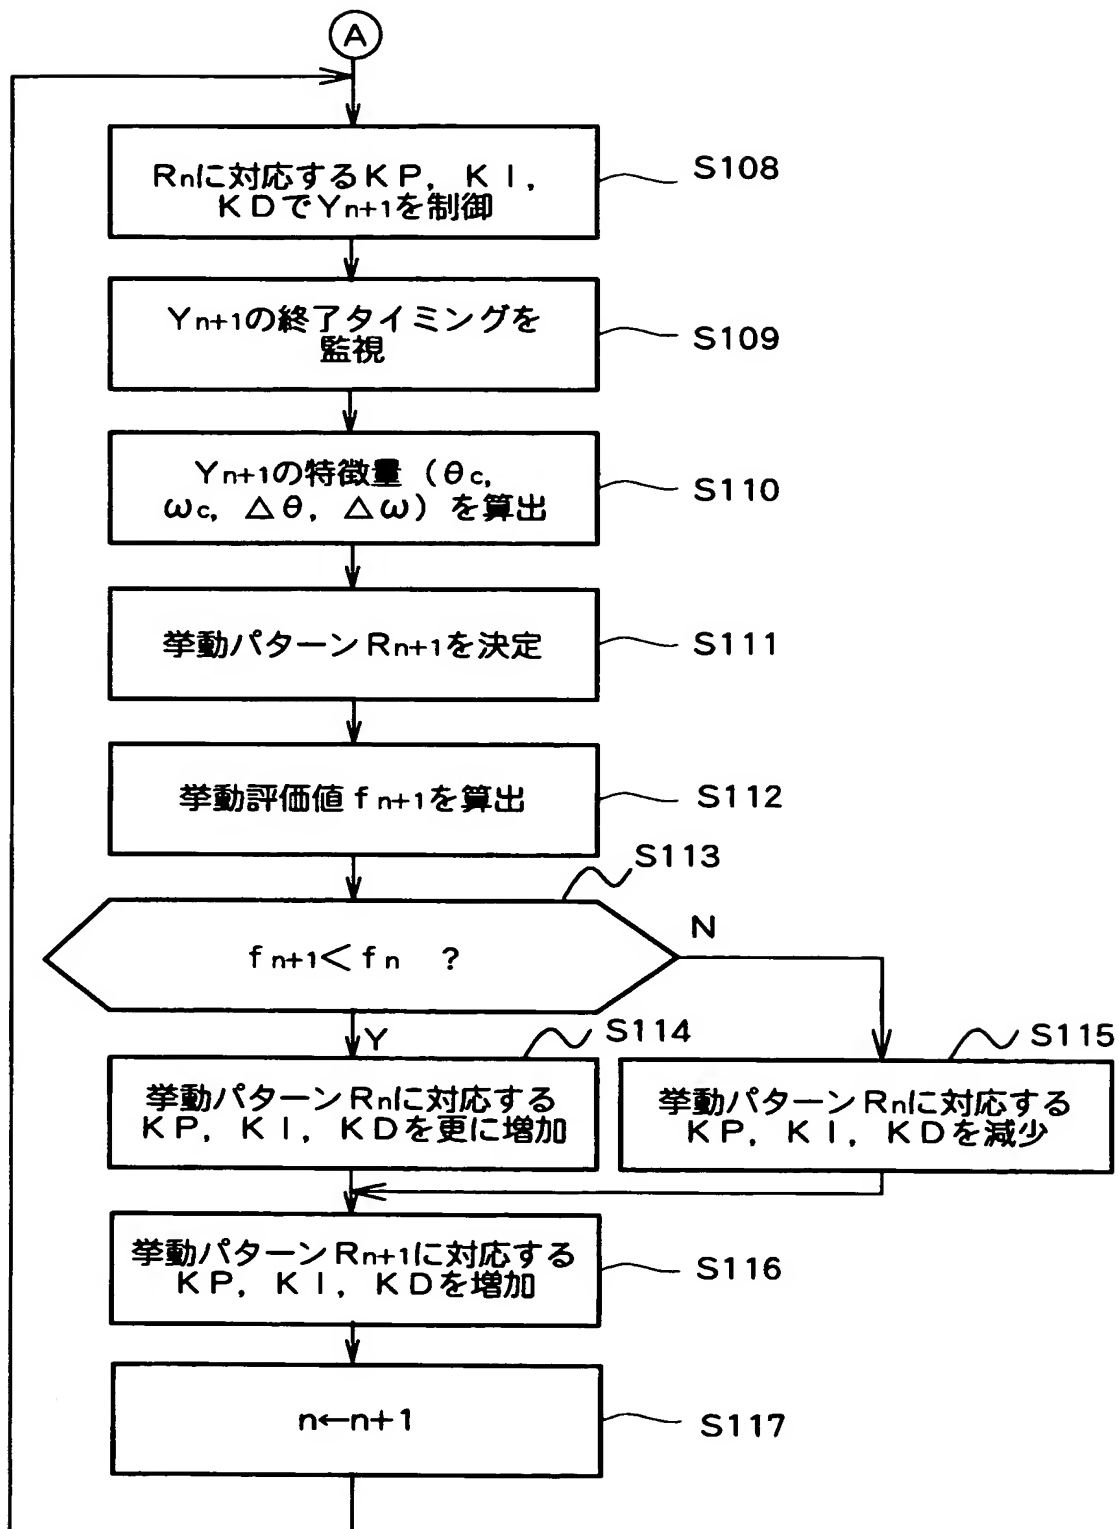 A
Rnに対応するKP, KI,
KDでYn+1を制御
S108
Yn+1の終了タイミングを
監視
S109
Yn+1の特徴量（θc,
ωc, △θ, △ω）を算出
S110
挙動パターンRn+1を決定
S111
挙動評価値fn+1を算出
S112
S113
fn+1<fn ?
N
Y
S114
挙動パターンRnに対応する
KP, KI, KDを更に増加
S115
挙動パターンRnに対応する
KP, KI, KDを減少
挙動パターンRn+1に対応する
KP, KI, KDを増加
S116
n←n+1
S117